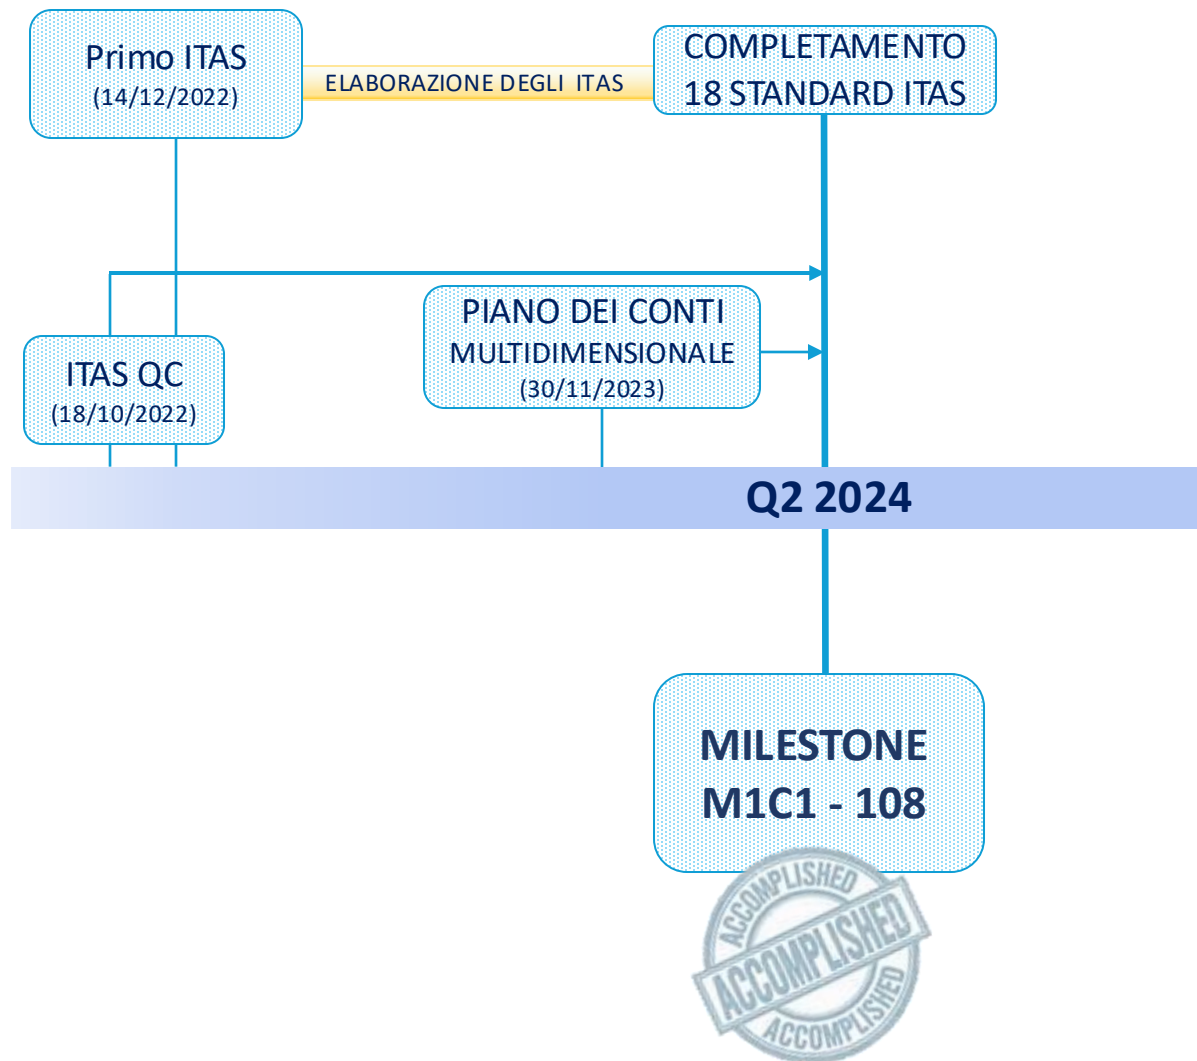 Primo ITAS
(14/12/2022)
ELABORAZIONE DEGLI ITAS
COMPLETAMENTO
18 STANDARD ITAS
PIANO DEI CONTI
MULTIDIMENSIONALE
(30/11/2023)
ITAS QC
(18/10/2022)
Q2 2024
MILESTONE
M1C1 - 108
ACCOMPLISHED
ACCOMPLISHED
ACCOMPLISHED